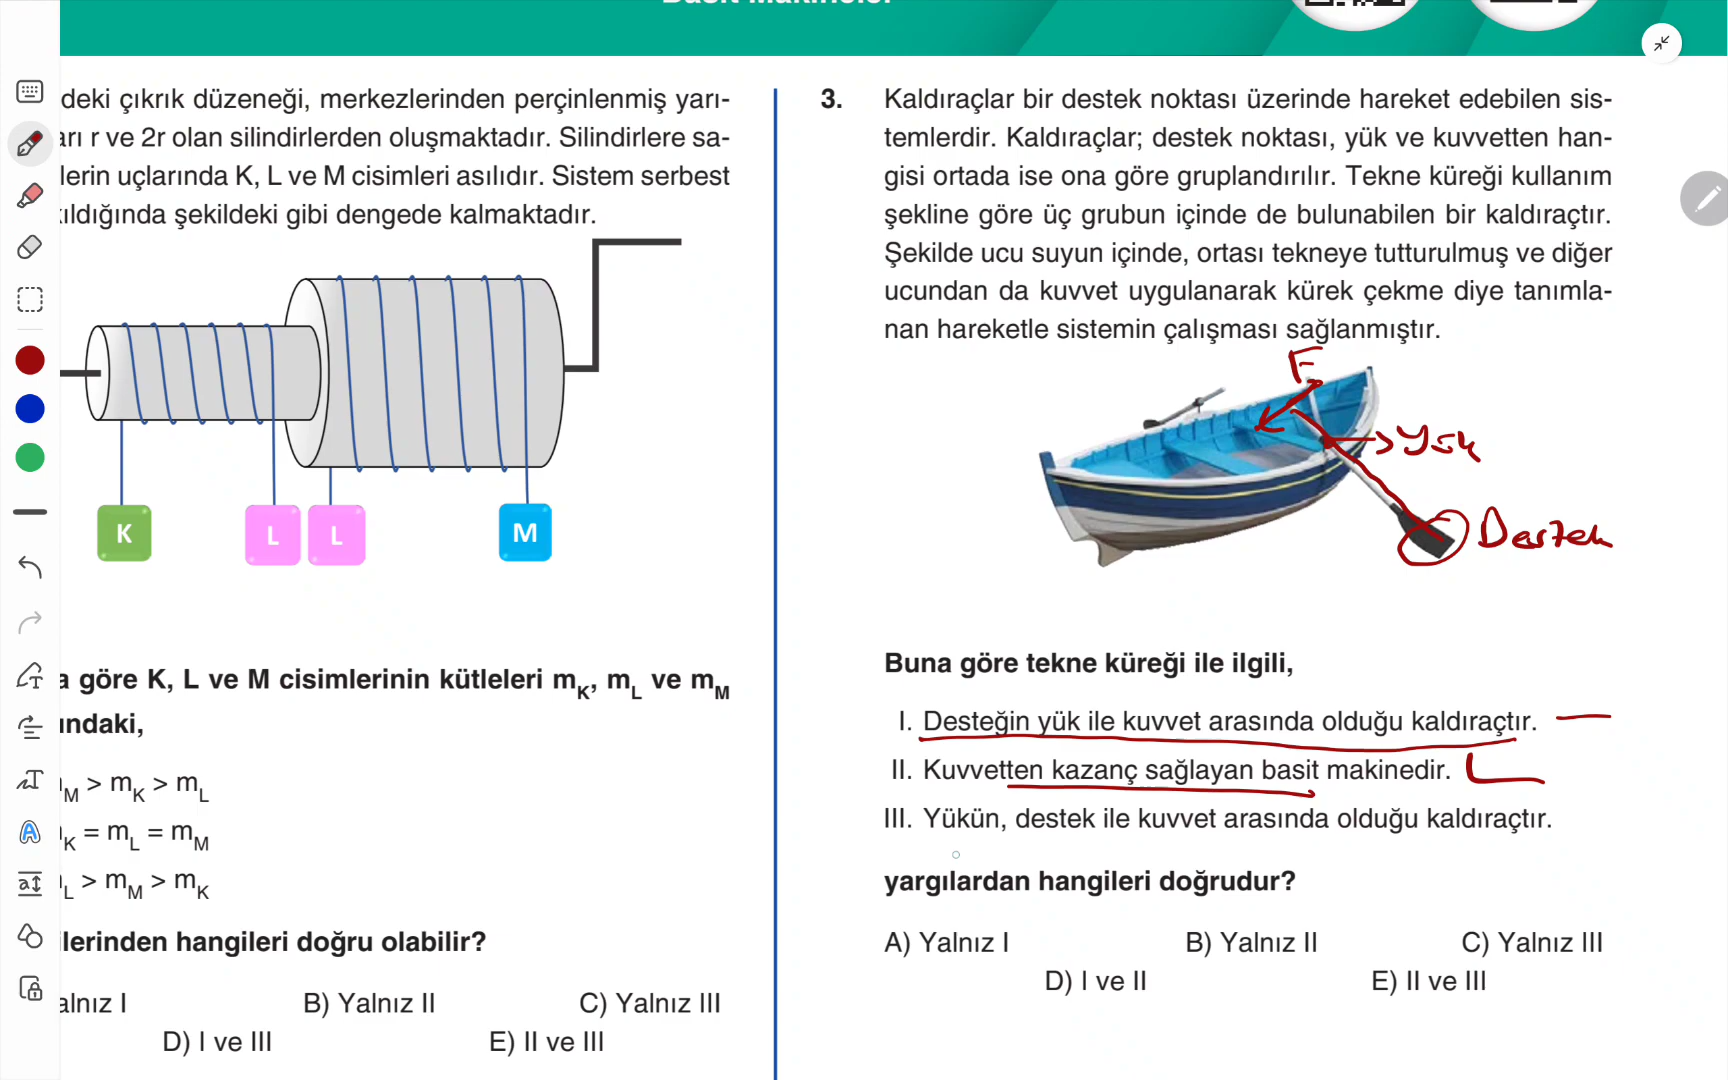 Basit Makineler
deki çıkrık düzeneği, merkezlerinden perçinlenmiş yarı-
arı r ve 2r olan silindirlerden oluşmaktadır. Silindirlere sa-
lerin uçlarında K, L ve M cisimleri asılıdır. Sistem serbest
kıldığında şekildeki gibi dengede kalmaktadır.
K
L
L
M
a göre K, L ve M cisimlerinin kütleleri mK, mL ve mM
ındaki,
mM > mK > mL
mK = mL = mM
mL > mM > mK
ilerinden hangileri doğru olabilir?
alnız I
B) Yalnız II
C) Yalnız III
D) I ve III
E) II ve III
3. Kaldıraçlar bir destek noktası üzerinde hareket edebilen sis-
temlerdir. Kaldıraçlar; destek noktası, yük ve kuvvetten han-
gisi ortada ise ona göre gruplandırılır. Tekne küreği kullanım
şekline göre üç grubun içinde de bulunabilen bir kaldıraçtır.
Şekilde ucu suyun içinde, ortası tekneye tutturulmuş ve diğer
ucundan da kuvvet uygulanarak kürek çekme diye tanımla-
nan hareketle sistemin çalışması sağlanmıştır.
F
Yük
Destek
Buna göre tekne küreği ile ilgili,
I. Desteğin yük ile kuvvet arasında olduğu kaldıraçtır.
II. Kuvvetten kazanç sağlayan basit makinedir.
III. Yükün, destek ile kuvvet arasında olduğu kaldıraçtır.
yargılardan hangileri doğrudur?
A) Yalnız I
B) Yalnız II
C) Yalnız III
D) I ve II
E) II ve III